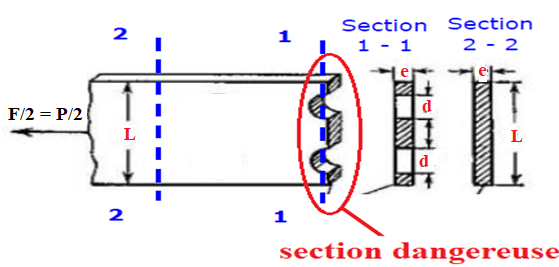 2
1
Section
1 - 1
Section
2 - 2
e
e
F/2 = P/2
L
d
d
L
2
1
section dangereuse